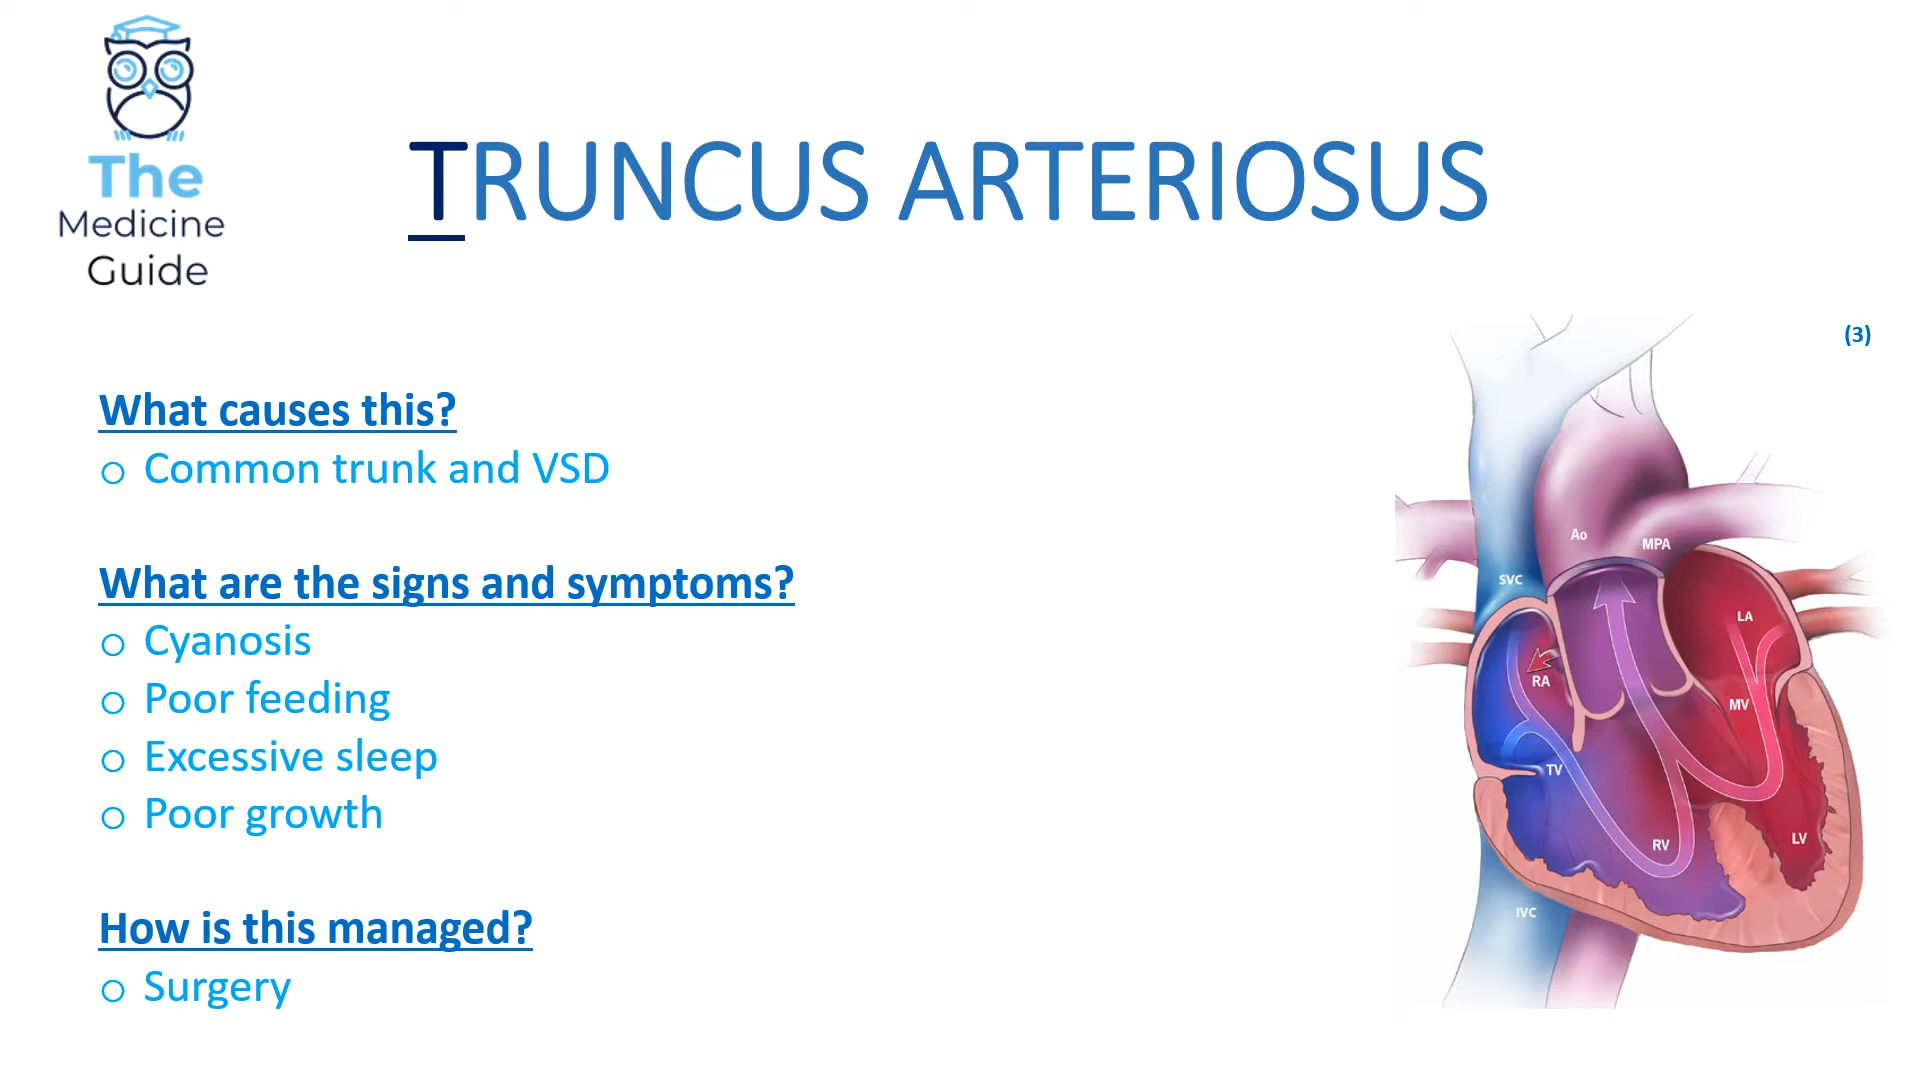 The
Medicine
Guide
TRUNCUS ARTERIOSUS
(3)
What causes this?
o Common trunk and VSD
What are the signs and symptoms?
o Cyanosis
o Poor feeding
o Excessive sleep
o Poor growth
How is this managed?
o Surgery
Ao
MPA
SVC
LA
RA
MV
TV
LV
RV
IVC